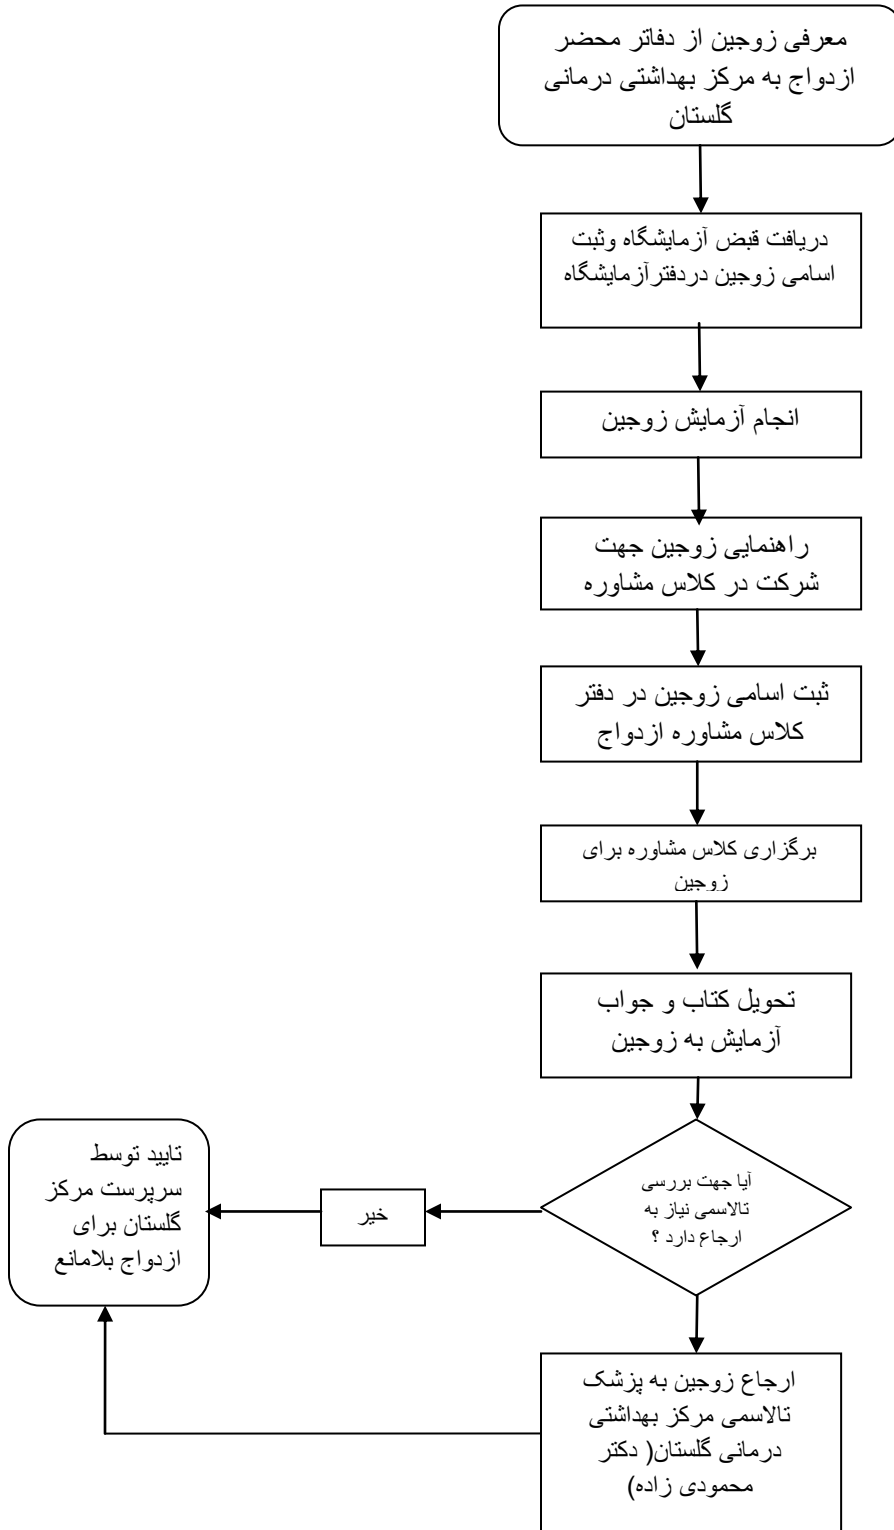 معرفی زوجین از دفاتر محضر
ازدواج به مرکز بهداشتی درمانی
گلستان
دریافت قبض آزمایشگاه وثبت
اسامی زوجین دردفترآزمایشگاه
انجام آزمایش زوجین
راهنمایی زوجین جهت
شرکت در کلاس مشاوره
ثبت اسامی زوجین در دفتر
کلاس مشاوره ازدواج
برگزاری کلاس مشاوره برای
زوجین
تحویل کتاب و جواب
آزمایش به زوجین
آیا جهت بررسی
تالاسمی نیاز به
ارجاع دارد ؟
خیر
تایید توسط
سرپرست مرکز
گلستان برای
ازدواج بلامانع
ارجاع زوجین به پزشک
تالاسمی مرکز بهداشتی
درمانی گلستان( دکتر
محمودی زاده)